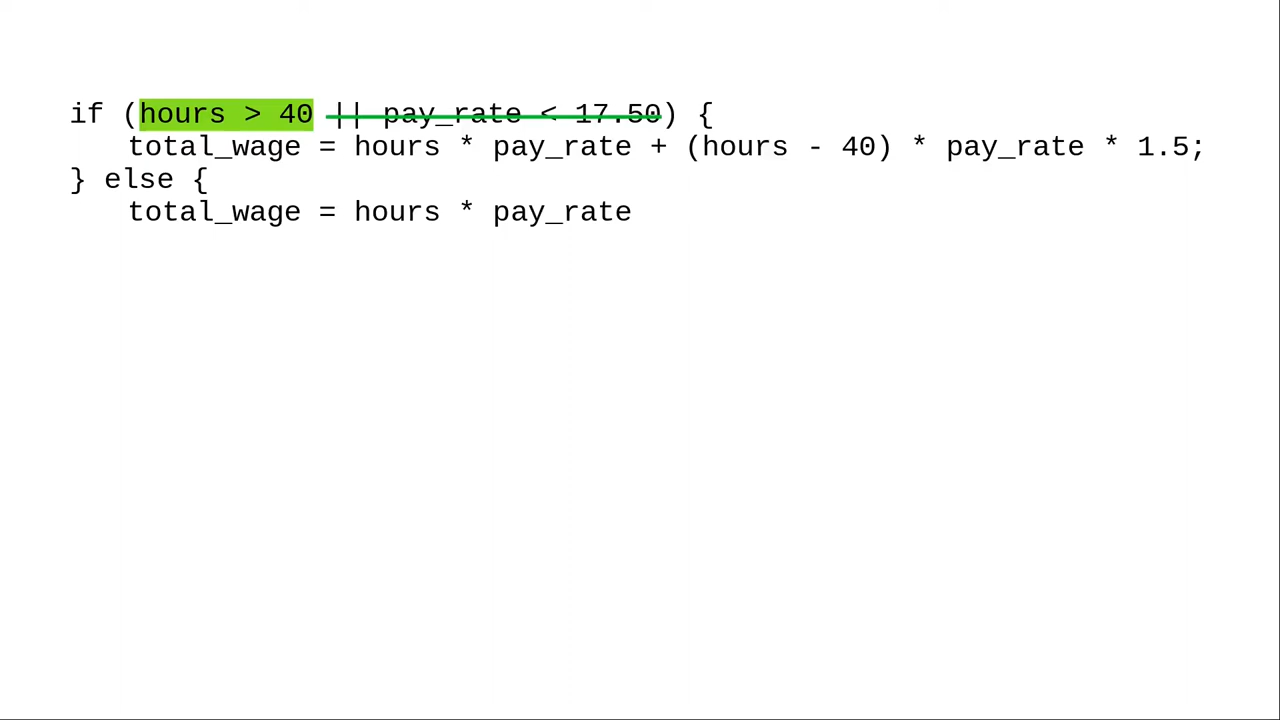 if (hours > 40 || pay_rate < 17.50) {
total_wage = hours * pay_rate + (hours - 40) * pay_rate * 1.5;
} else {
total_wage = hours * pay_rate